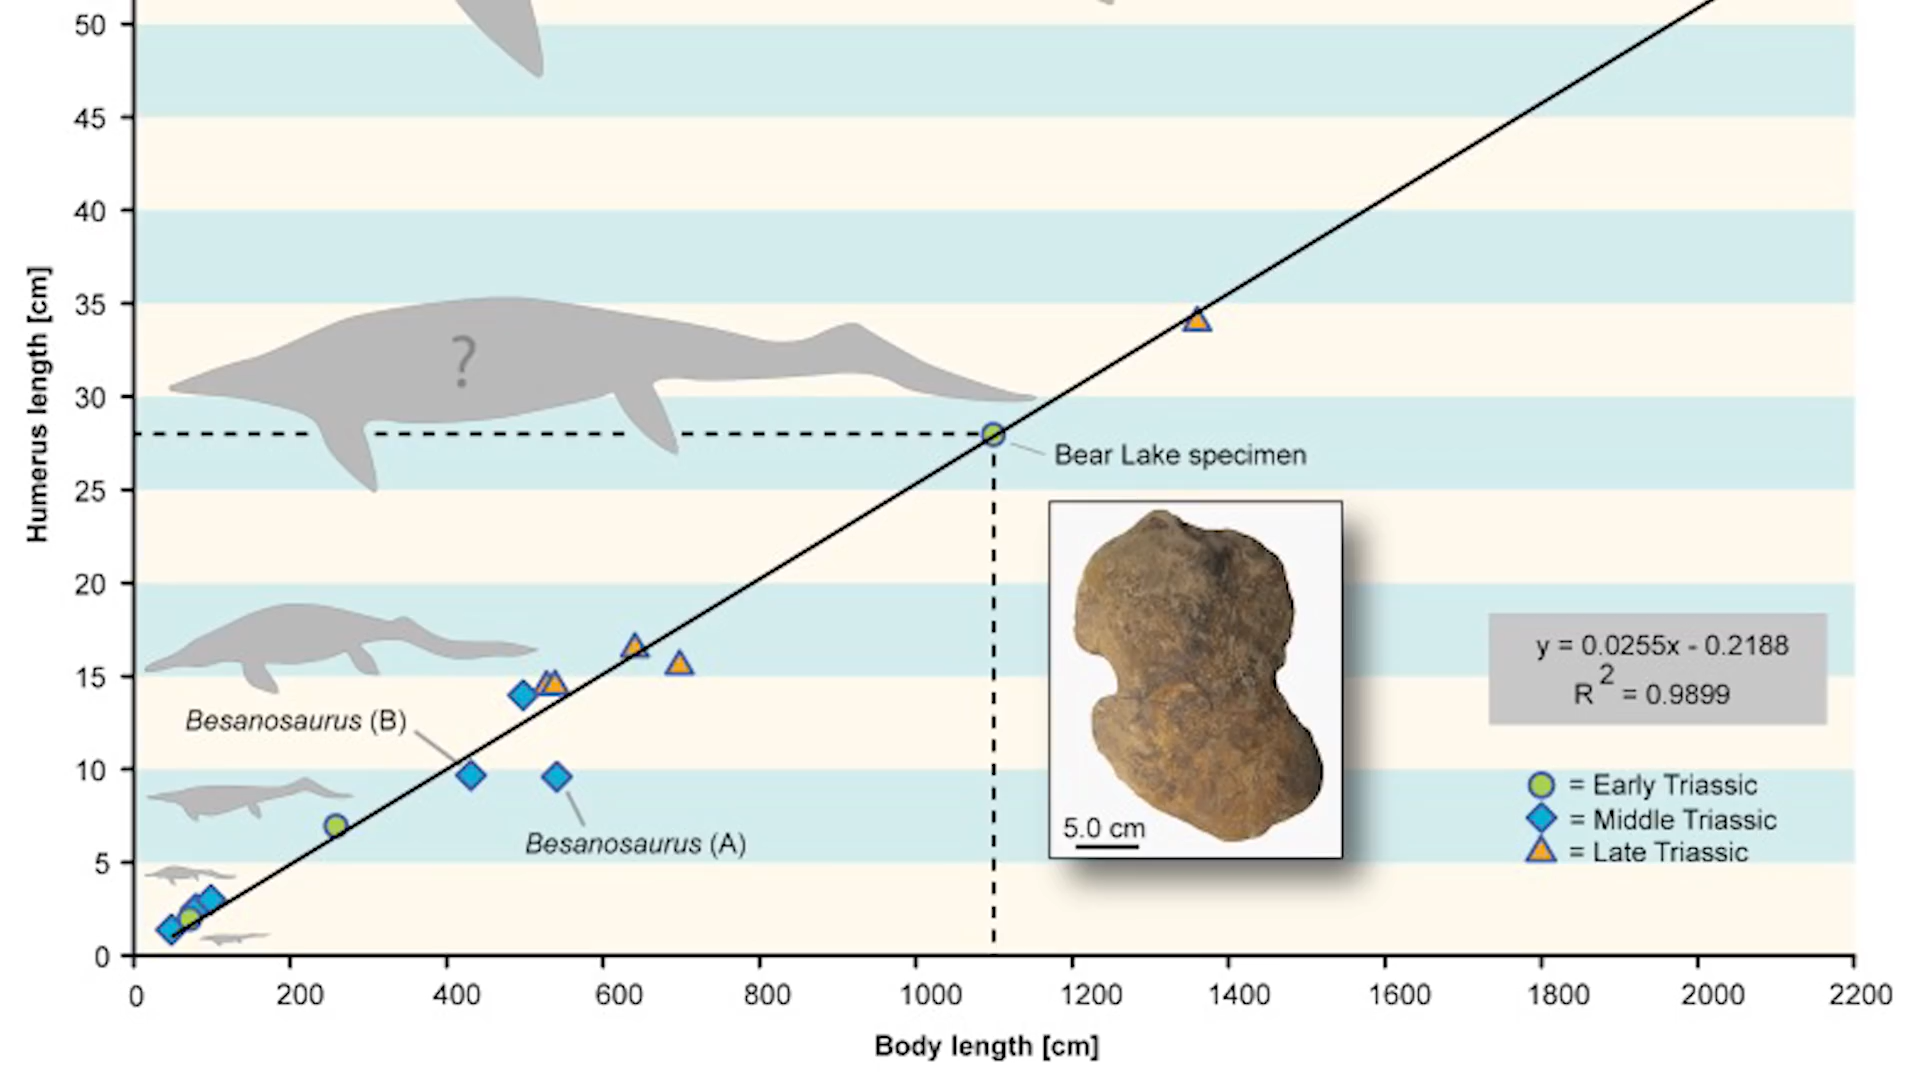 50
45
40
35
30
25
20
15
10
5
0
Humerus length [cm]
?
Bear Lake specimen
Besanosaurus (B)
Besanosaurus (A)
5.0 cm
y = 0.0255x - 0.2188
R² = 0.9899
= Early Triassic
= Middle Triassic
= Late Triassic
0 200 400 600 800 1000 1200 1400 1600 1800 2000 2200
Body length [cm]